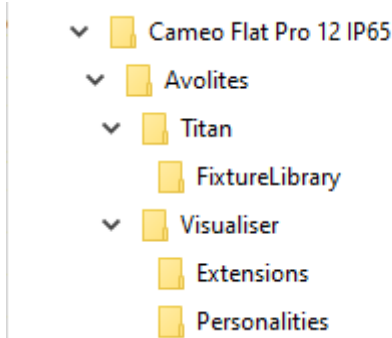 Cameo Flat Pro 12 IP65
Avolites
Titan
FixtureLibrary
Visualiser
Extensions
Personalities